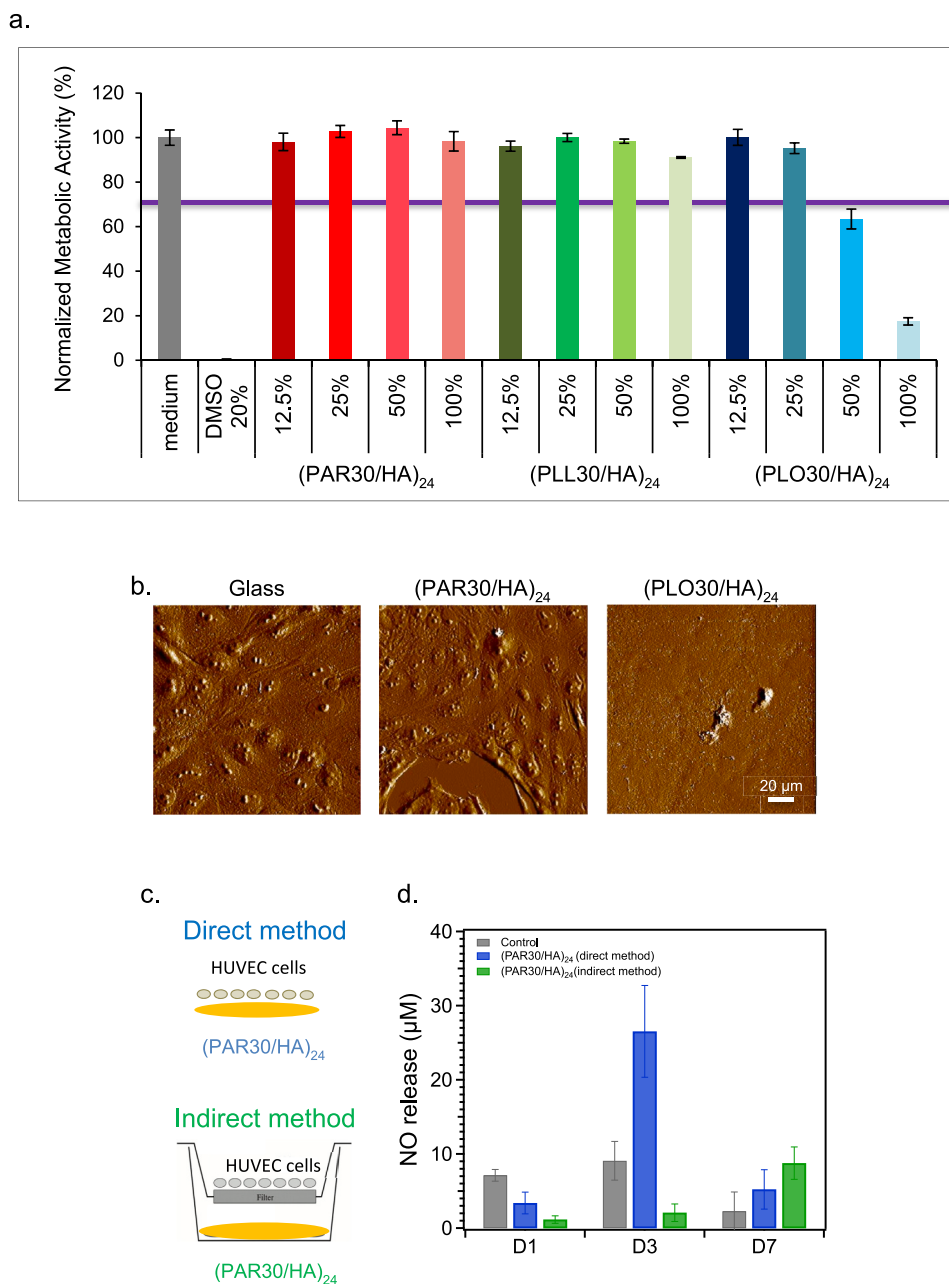 a.
Normalized Metabolic Activity (%)
120
100
80
60
40
20
0
medium
DMSO 20%
12.5%
25%
50%
100%
12.5%
25%
50%
100%
12.5%
25%
50%
100%
(PAR30/HA)24
(PLL30/HA)24
(PLO30/HA)24
b.
Glass
(PAR30/HA)24
(PLO30/HA)24
20 µm
c.
Direct method
HUVEC cells
(PAR30/HA)24
Indirect method
HUVEC cells
Filter
(PAR30/HA)24
d.
NO release (µM)
40
30
20
10
0
Control
(PAR30/HA)24 (direct method)
(PAR30/HA)24(indirect method)
D1
D3
D7